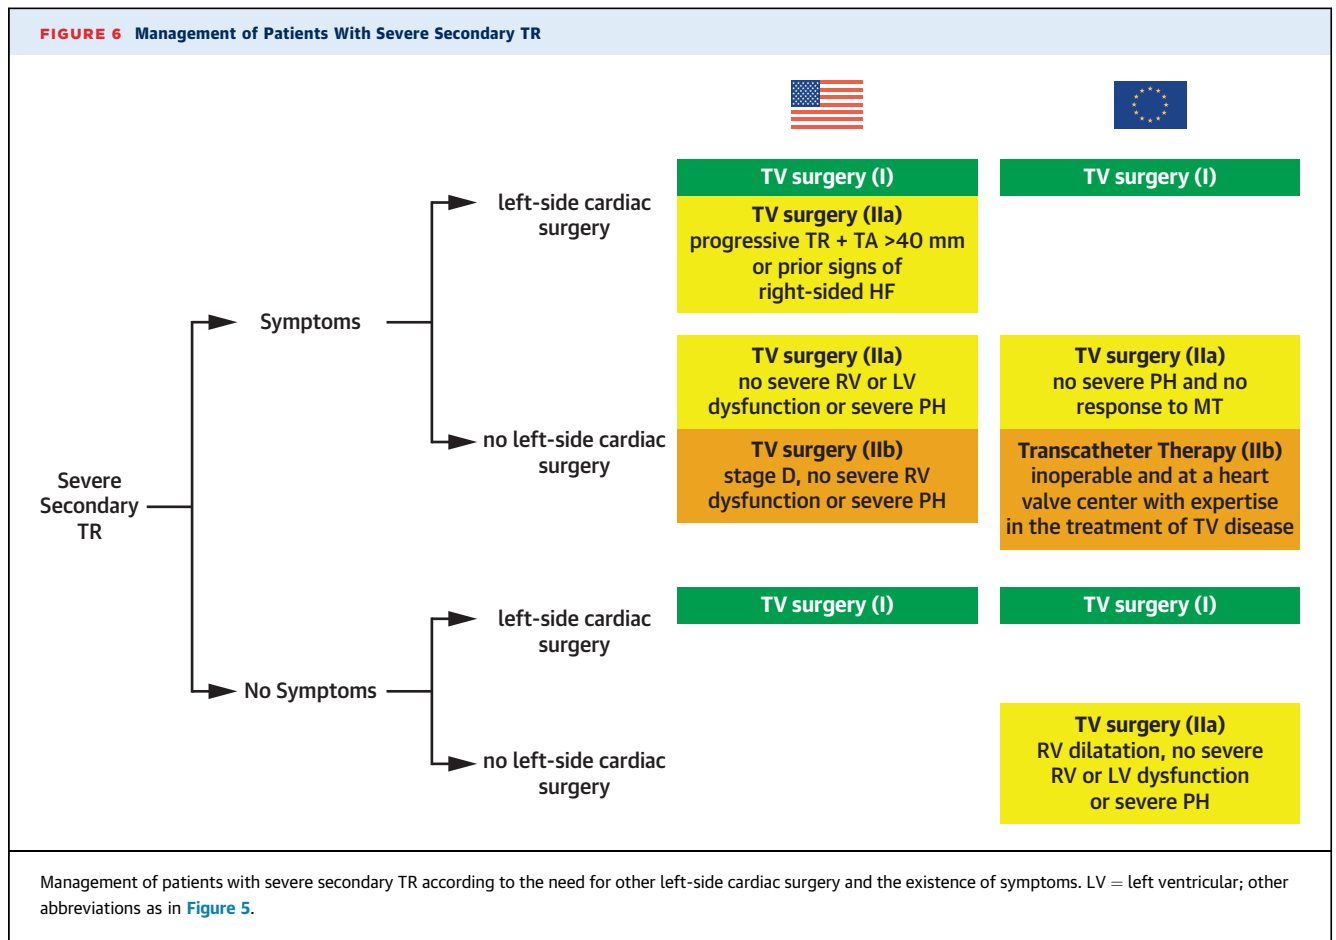 FIGURE 6 Management of Patients With Severe Secondary TR
Severe
Secondary
TR
Symptoms
left-side cardiac
surgery
TV surgery (I)
TV surgery (IIa)
progressive TR + TA >40 mm
or prior signs of
right-sided HF
TV surgery (I)
no left-side cardiac
surgery
TV surgery (IIa)
no severe RV or LV
dysfunction or severe PH
TV surgery (IIb)
stage D, no severe RV
dysfunction or severe PH
TV surgery (IIa)
no severe PH and no
response to MT
Transcatheter Therapy (IIb)
inoperable and at a heart
valve center with expertise
in the treatment of TV disease
No Symptoms
left-side cardiac
surgery
TV surgery (I)
TV surgery (I)
no left-side cardiac
surgery
TV surgery (IIa)
RV dilatation, no severe
RV or LV dysfunction
or severe PH
Management of patients with severe secondary TR according to the need for other left-side cardiac surgery and the existence of symptoms. LV = left ventricular; other
abbreviations as in Figure 5.